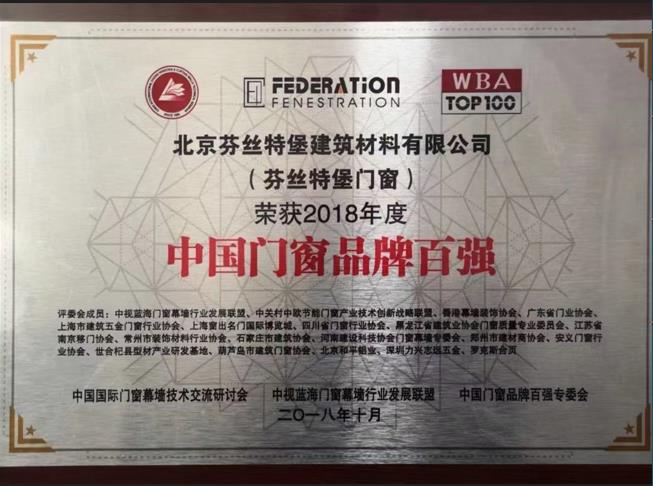 FEDERATION
FENESTRATION
WBA
TOP100
北京芬丝特堡建筑材料有限公司
（芬丝特堡门窗）
荣获2018年度
中国门窗品牌百强
评委会成员：中视蓝海门窗幕墙行业发展联盟、中关村中欧节能门窗产业技术创新战略联盟、香港幕墙装饰协会、广东省门业协会、
上海市建筑五金门窗行业协会、上海窗出名门国际博览城、四川省门窗行业协会、黑龙江省建筑业协会门窗质量专业委员会、江苏省
南京移门协会、常州市装饰材料行业协会、石家庄市建筑协会、河南建设科技协会门窗幕墙专委会、郑州市建材商协会、安义门窗行
业协会、世合杞县型材产业研发基地、葫芦岛市建筑门窗协会、北京和平铝业、深圳力兴志远五金、罗克斯会页
中国国际门窗幕墙技术交流研讨会
中视蓝海门窗幕墙行业发展联盟
中国门窗品牌百强专委会
二〇一八年十月